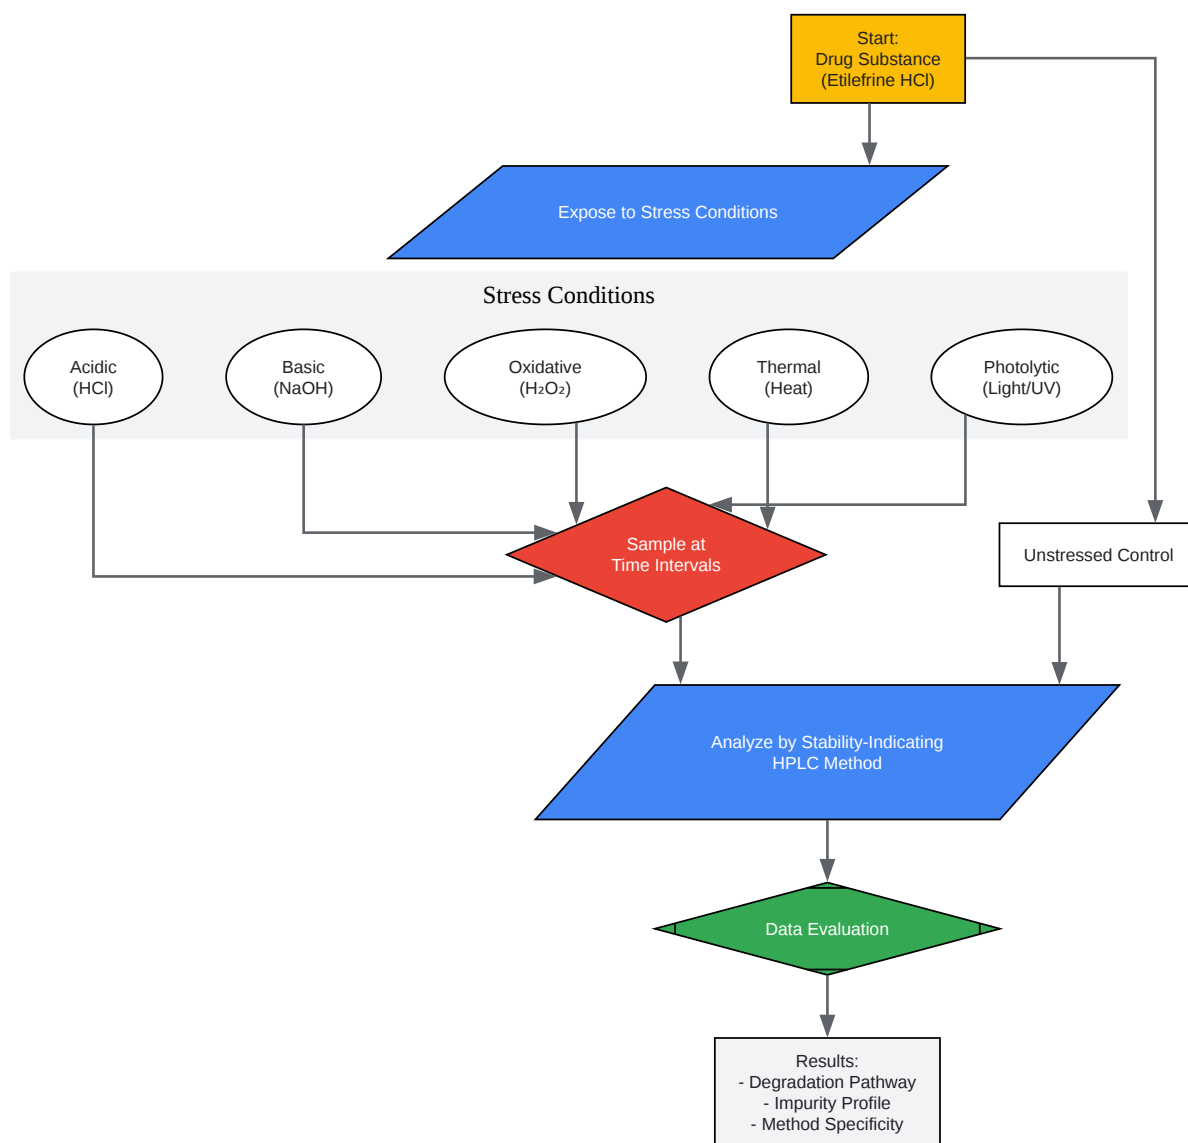 Start:
Drug Substance
(Etilefrine HCl)
Expose to Stress Conditions
Stress Conditions
Acidic
(HCl)
Basic
(NaOH)
Oxidative
(H₂O₂)
Thermal
(Heat)
Photolytic
(Light/UV)
Sample at
Time Intervals
Unstressed Control
Analyze by Stability-Indicating
HPLC Method
Data Evaluation
Results:
- Degradation Pathway
- Impurity Profile
- Method Specificity